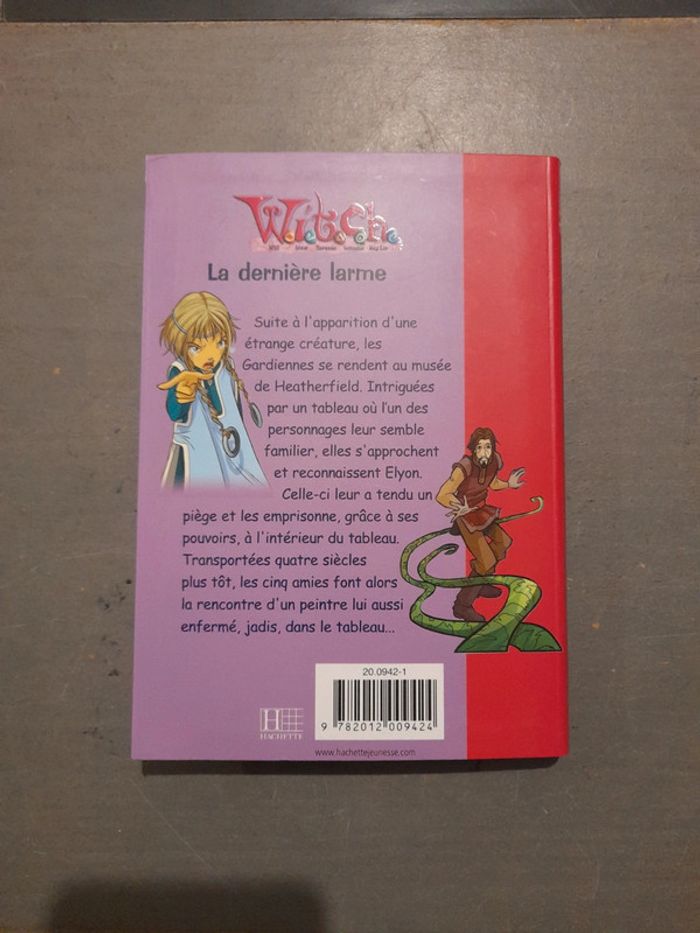 W.i.t.c.h.
La dernière larme
Suite à l'apparition d'une
étrange créature, les
Gardiennes se rendent au musée
de Heatherfield. Intriguées
par un tableau où l'un des
personnages leur semble
familier, elles s'approchent
et reconnaissent Elyon.
Celle-ci leur a tendu un
piège et les emprisonne, grâce à ses
pouvoirs, à l'intérieur du tableau.
Transportées quatre siècles
plus tôt, les cinq amies font alors
la rencontre d'un peintre lui aussi
enfermé, jadis, dans le tableau...
20.0942-1
9 782012 009424
H
HACHETTE
www.hachettejeunesse.com